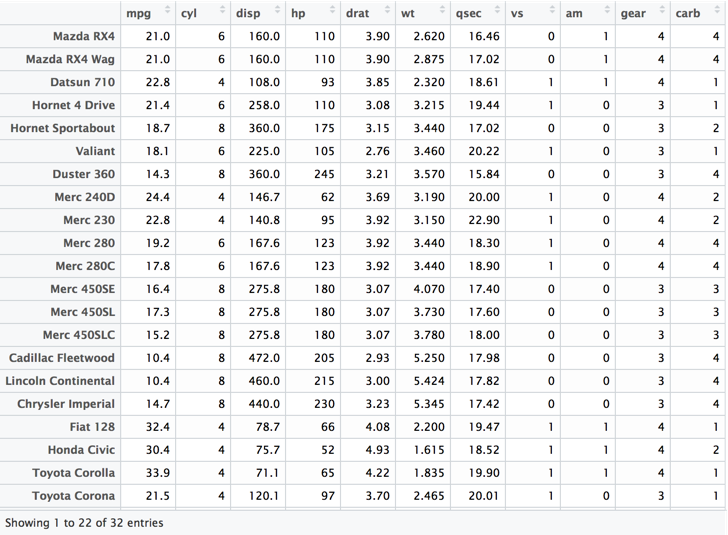 mpg cyl disp hp drat wt qsec vs am gear carb
Mazda RX4 21.0 6 160.0 110 3.90 2.620 16.46 0 1 4 4
Mazda RX4 Wag 21.0 6 160.0 110 3.90 2.875 17.02 0 1 4 4
Datsun 710 22.8 4 108.0 93 3.85 2.320 18.61 1 1 4 1
Hornet 4 Drive 21.4 6 258.0 110 3.08 3.215 19.44 1 0 3 1
Hornet Sportabout 18.7 8 360.0 175 3.15 3.440 17.02 0 0 3 2
Valiant 18.1 6 225.0 105 2.76 3.460 20.22 1 0 3 1
Duster 360 14.3 8 360.0 245 3.21 3.570 15.84 0 0 3 4
Merc 240D 24.4 4 146.7 62 3.69 3.190 20.00 1 0 4 2
Merc 230 22.8 4 140.8 95 3.92 3.150 22.90 1 0 4 2
Merc 280 19.2 6 167.6 123 3.92 3.440 18.30 1 0 4 4
Merc 280C 17.8 6 167.6 123 3.92 3.440 18.90 1 0 4 4
Merc 450SE 16.4 8 275.8 180 3.07 4.070 17.40 0 0 3 3
Merc 450SL 17.3 8 275.8 180 3.07 3.730 17.60 0 0 3 3
Merc 450SLC 15.2 8 275.8 180 3.07 3.780 18.00 0 0 3 3
Cadillac Fleetwood 10.4 8 472.0 205 2.93 5.250 17.98 0 0 3 4
Lincoln Continental 10.4 8 460.0 215 3.00 5.424 17.82 0 0 3 4
Chrysler Imperial 14.7 8 440.0 230 3.23 5.345 17.42 0 0 3 4
Fiat 128 32.4 4 78.7 66 4.08 2.200 19.47 1 1 4 1
Honda Civic 30.4 4 75.7 52 4.93 1.615 18.52 1 1 4 2
Toyota Corolla 33.9 4 71.1 65 4.22 1.835 19.90 1 1 4 1
Toyota Corona 21.5 4 120.1 97 3.70 2.465 20.01 1 0 3 1
Showing 1 to 22 of 32 entries